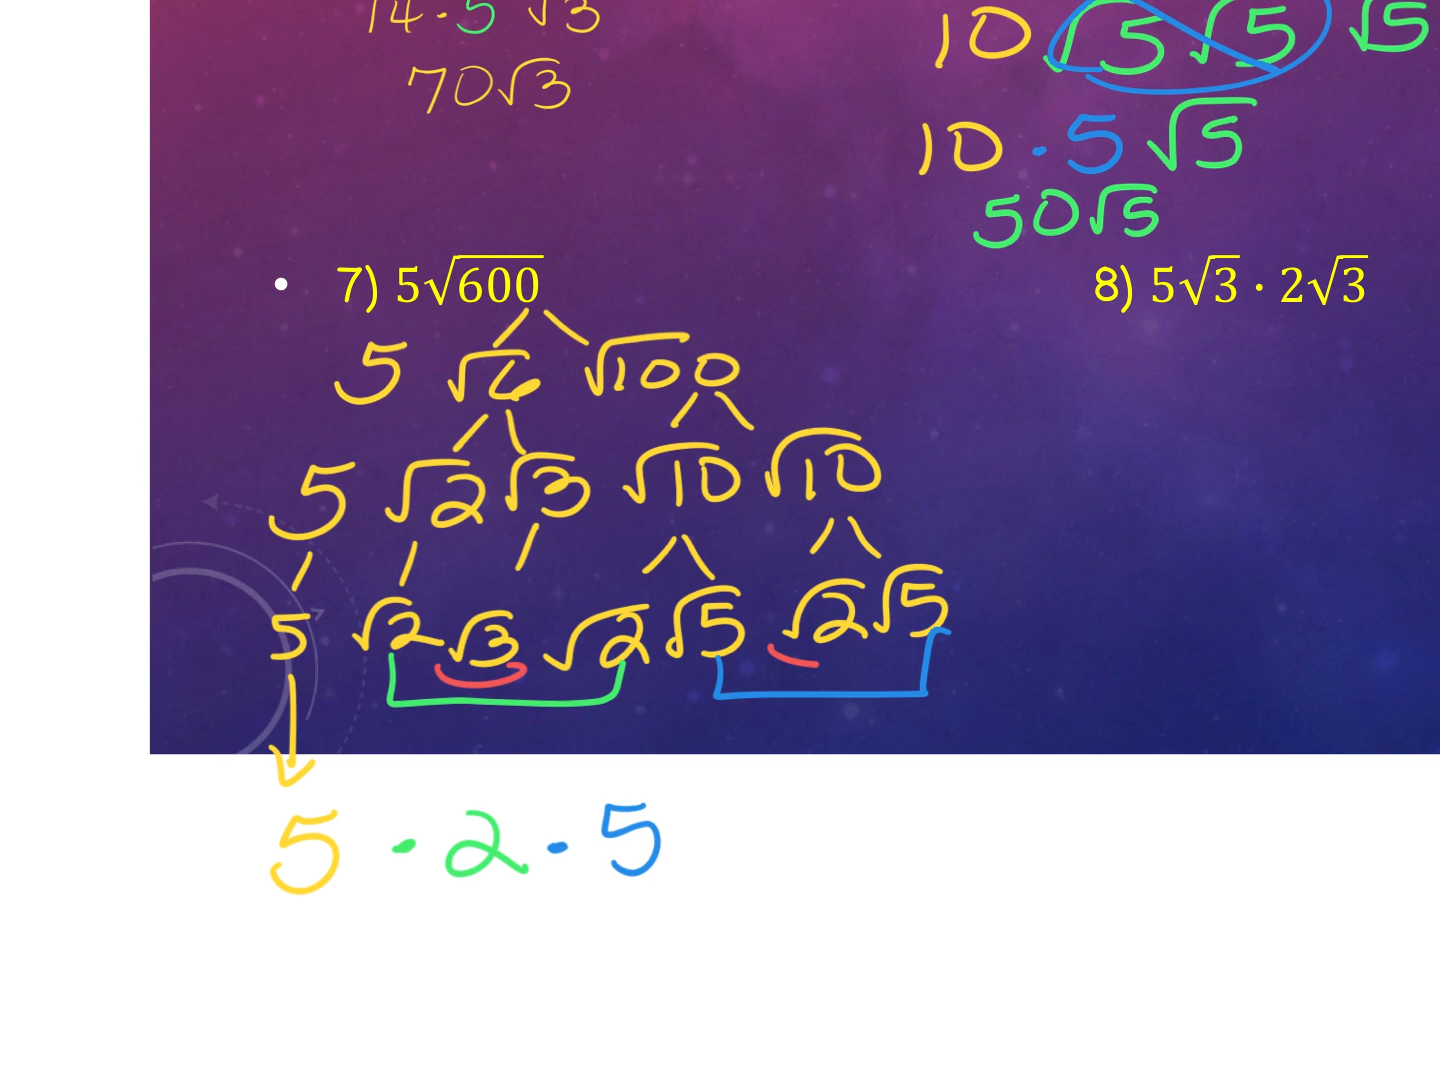 14 · 5 √3
70√3
10 √5 √5 √5
10 · 5 √5
50√5
• 7) 5√600
5 √6 √100
5 √2 √3 √10 √10
5 √2 √3 √2 √5 √2 √5
5 · 2 · 5
8) 5√3 · 2√3